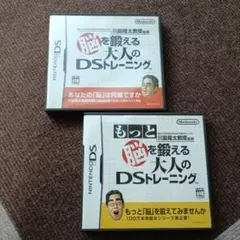 Nintendo
川島隆太教授監修
脳を鍛える
大人の
DSトレーニング
あなたの「脳」は何歳ですか
NINTENDO DS
Nintendo
川島隆太教授監修
もっと
脳を鍛える
大人の
DSトレーニング
もっと「脳」を鍛えてみませんか
NINTENDO DS